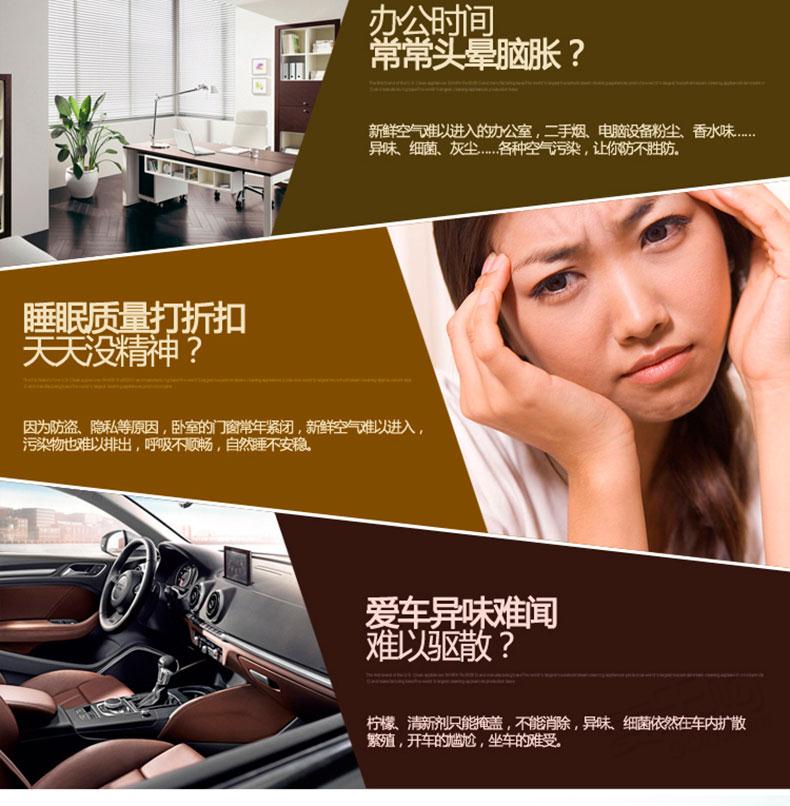 办公时间
常常头晕脑胀？
新鲜空气难以进入的办公室，二手烟、电脑设备粉尘、香水味……
异味、细菌、灰尘……各种空气污染，让你防不胜防。
睡眠质量打折扣
天天没精神？
因为防盗、隐私等原因，卧室的门窗常年紧闭，新鲜空气难以进入，
污染物也难以排出，呼吸不顺畅，自然睡不安稳。
爱车异味难闻
难以驱散？
柠檬、清新剂只能掩盖，不能消除，异味、细菌依然在车内扩散
繁殖，开车的尴尬，坐车的难受。